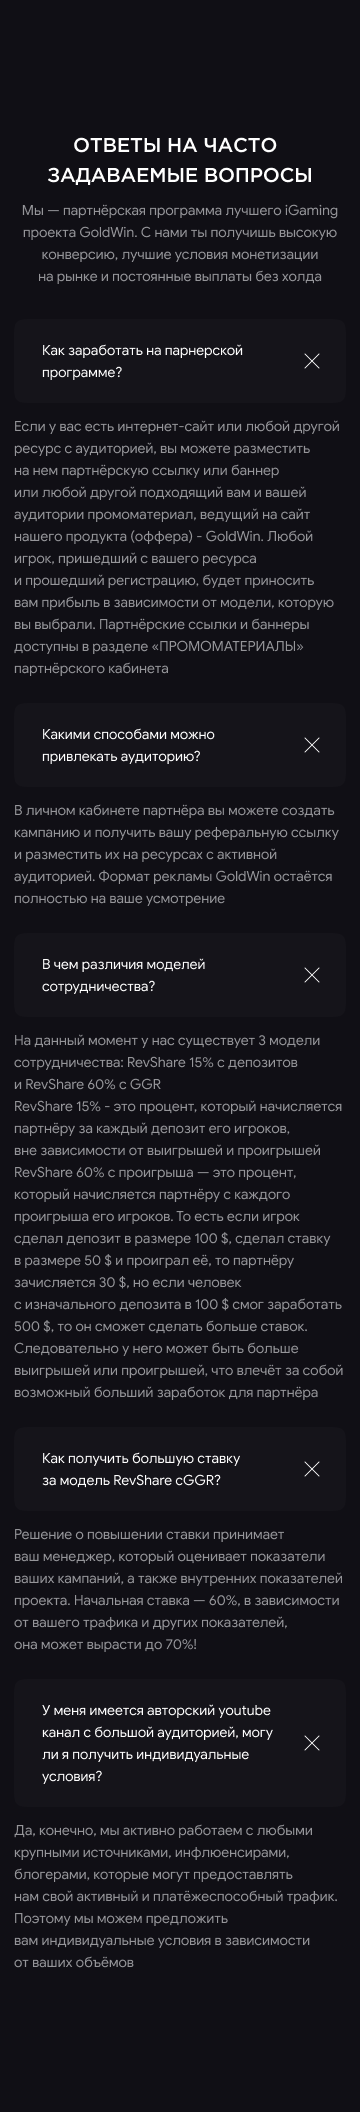 ОТВЕТЫ НА ЧАСТО
ЗАДАВАЕМЫЕ ВОПРОСЫ
Мы — партнёрская программа лучшего iGaming
проекта GoldWin. С нами ты получишь высокую
конверсию, лучшие условия монетизации
на рынке и постоянные выплаты без холда
Как заработать на парнерской
программе?
Если у вас есть интернет-сайт или любой другой
ресурс с аудиторией, вы можете разместить
на нем партнёрскую ссылку или баннер
или любой другой подходящий вам и вашей
аудитории промоматериал, ведущий на сайт
нашего продукта (оффера) - GoldWin. Любой
игрок, пришедший с вашего ресурса
и прошедший регистрацию, будет приносить
вам прибыль в зависимости от модели, которую
вы выбрали. Партнёрские ссылки и баннеры
доступны в разделе «ПРОМОМАТЕРИАЛЫ»
партнёрского кабинета
Какими способами можно
привлекать аудиторию?
В личном кабинете партнёра вы можете создать
кампанию и получить вашу реферальную ссылку
и разместить их на ресурсах с активной
аудиторией. Формат рекламы GoldWin остаётся
полностью на ваше усмотрение
В чем различия моделей
сотрудничества?
На данный момент у нас существует 3 модели
сотрудничества: RevShare 15% с депозитов
и RevShare 60% с GGR
RevShare 15% - это процент, который начисляется
партнёру за каждый депозит его игроков,
вне зависимости от выигрышей и проигрышей
RevShare 60% с проигрыша — это процент,
который начисляется партнёру с каждого
проигрыша его игроков. То есть если игрок
сделал депозит в размере 100 $, сделал ставку
в размере 50 $ и проиграл её, то партнёру
зачисляется 30 $, но если человек
с изначального депозита в 100 $ смог заработать
500 $, то он сможет сделать больше ставок.
Следовательно у него может быть больше
выигрышей или проигрышей, что влечёт за собой
возможный больший заработок для партнёра
Как получить большую ставку
за модель RevShare cGGR?
Решение о повышении ставки принимает
ваш менеджер, который оценивает показатели
ваших кампаний, а также внутренних показателей
проекта. Начальная ставка — 60%, в зависимости
от вашего трафика и других показателей,
она может вырасти до 70%!
У меня имеется авторский youtube
канал с большой аудиторией, могу
ли я получить индивидуальные
условия?
Да, конечно, мы активно работаем с любыми
крупными источниками, инфлюенсирами,
блогерами, которые могут предоставлять
нам свой активный и платёжеспособный трафик.
Поэтому мы можем предложить
вам индивидуальные условия в зависимости
от ваших объёмов